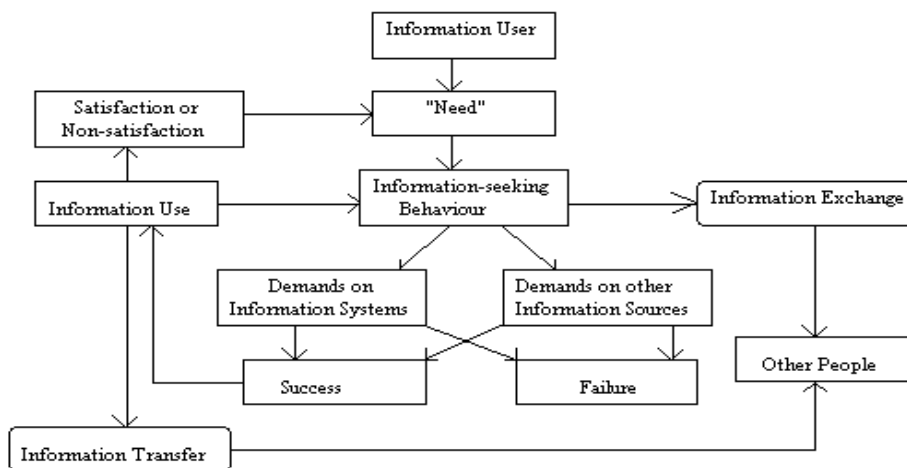 Information User
Satisfaction or
Non-satisfaction
"Need"
Information Use
Information-seeking
Behaviour
Information Exchange
Demands on
Information Systems
Demands on other
Information Sources
Success
Failure
Other People
Information Transfer